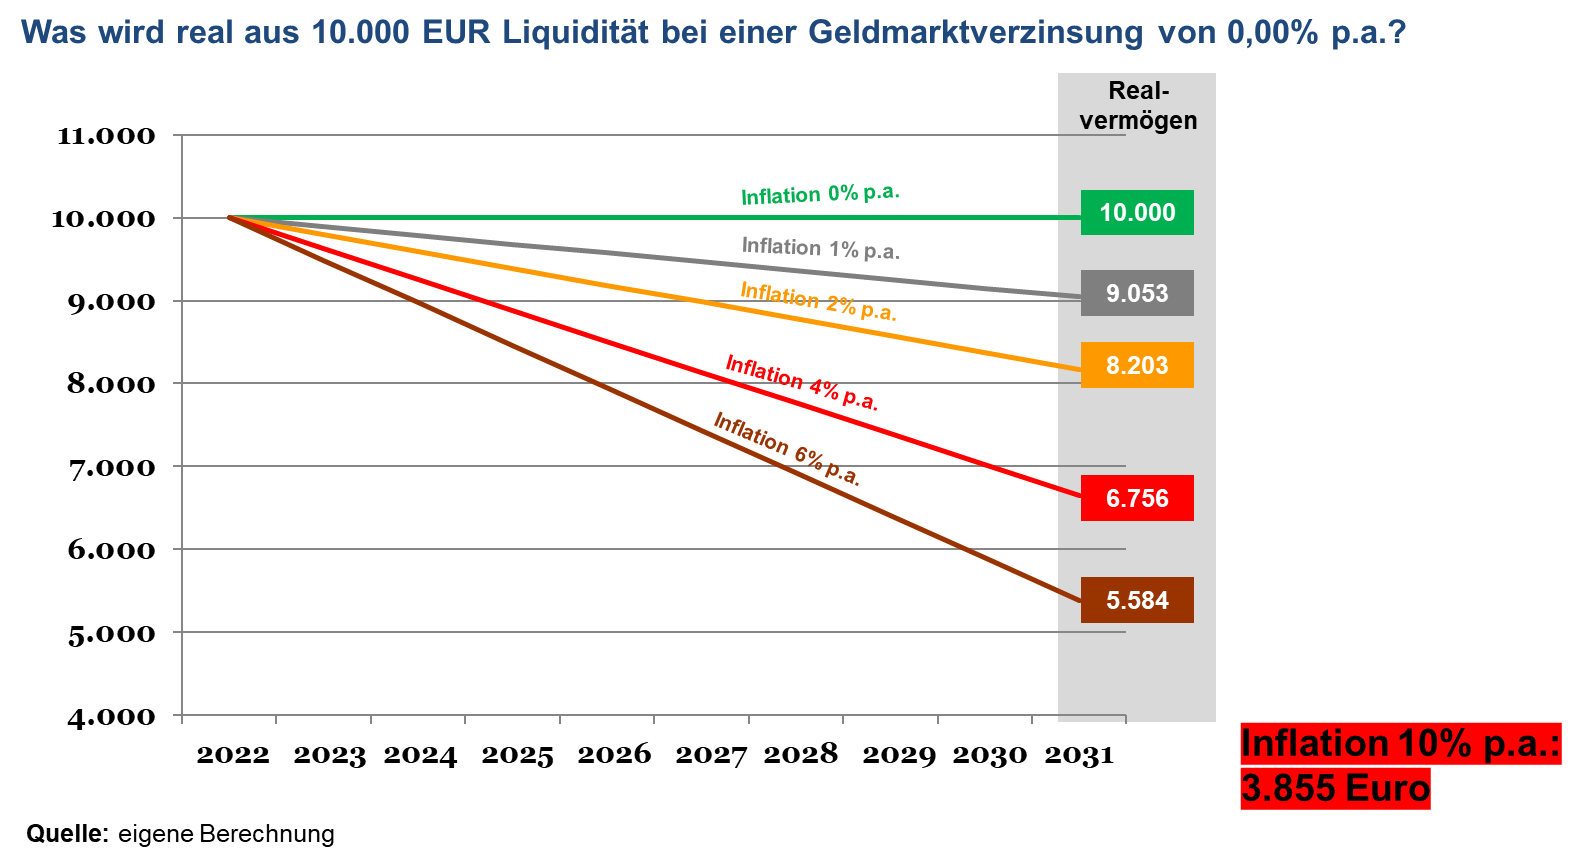 Was wird real aus 10.000 EUR Liquidität bei einer Geldmarktverzinsung von 0,00% p.a.?
Real-
vermögen
11.000
10.000
9.000
8.000
7.000
6.000
5.000
4.000
Inflation 0% p.a.
10.000
Inflation 1% p.a.
9.053
Inflation 2% p.a.
8.203
Inflation 4% p.a.
6.756
Inflation 6% p.a.
5.584
2022 2023 2024 2025 2026 2027 2028 2029 2030 2031
Inflation 10% p.a.:
3.855 Euro
Quelle: eigene Berechnung